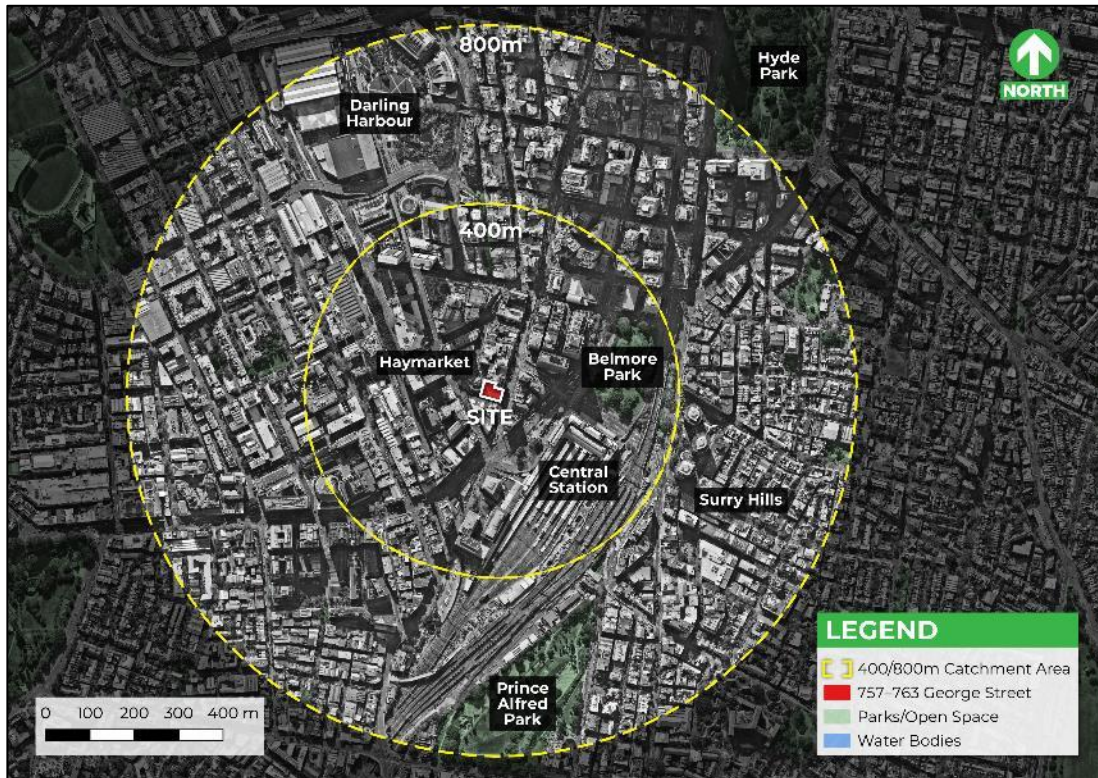 800m
Hyde
Park
NORTH
Darling
Harbour
400m
Haymarket
Belmore
Park
SITE
Central
Station
Surry Hills
Prince
Alfred
Park
0 100 200 300 400 m
LEGEND
400/800m Catchment Area
757–763 George Street
Parks/Open Space
Water Bodies